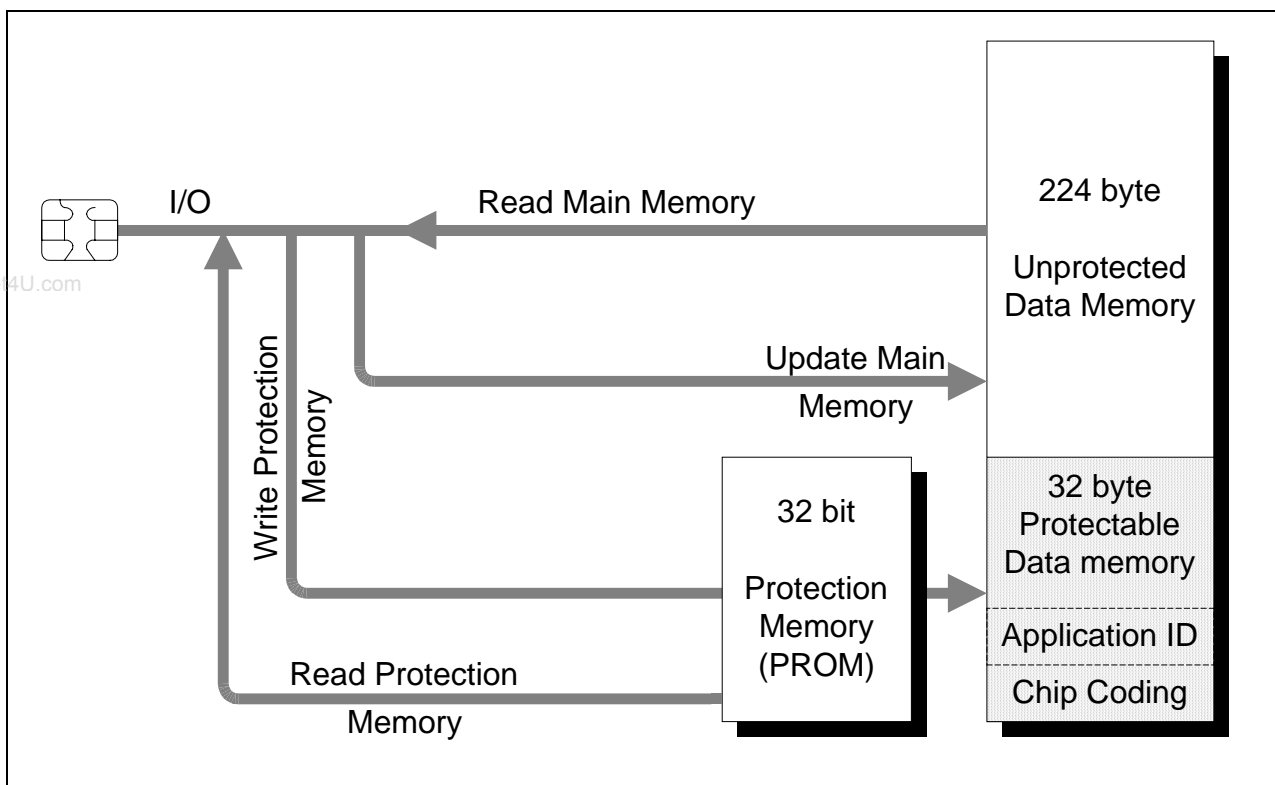 I/O
Read Main Memory
224 byte
Unprotected
Data Memory
t4U.com
Update Main
Memory
Write Protection
Memory
32 bit
Protection
Memory
(PROM)
32 byte
Protectable
Data memory
Application ID
Chip Coding
Read Protection
Memory